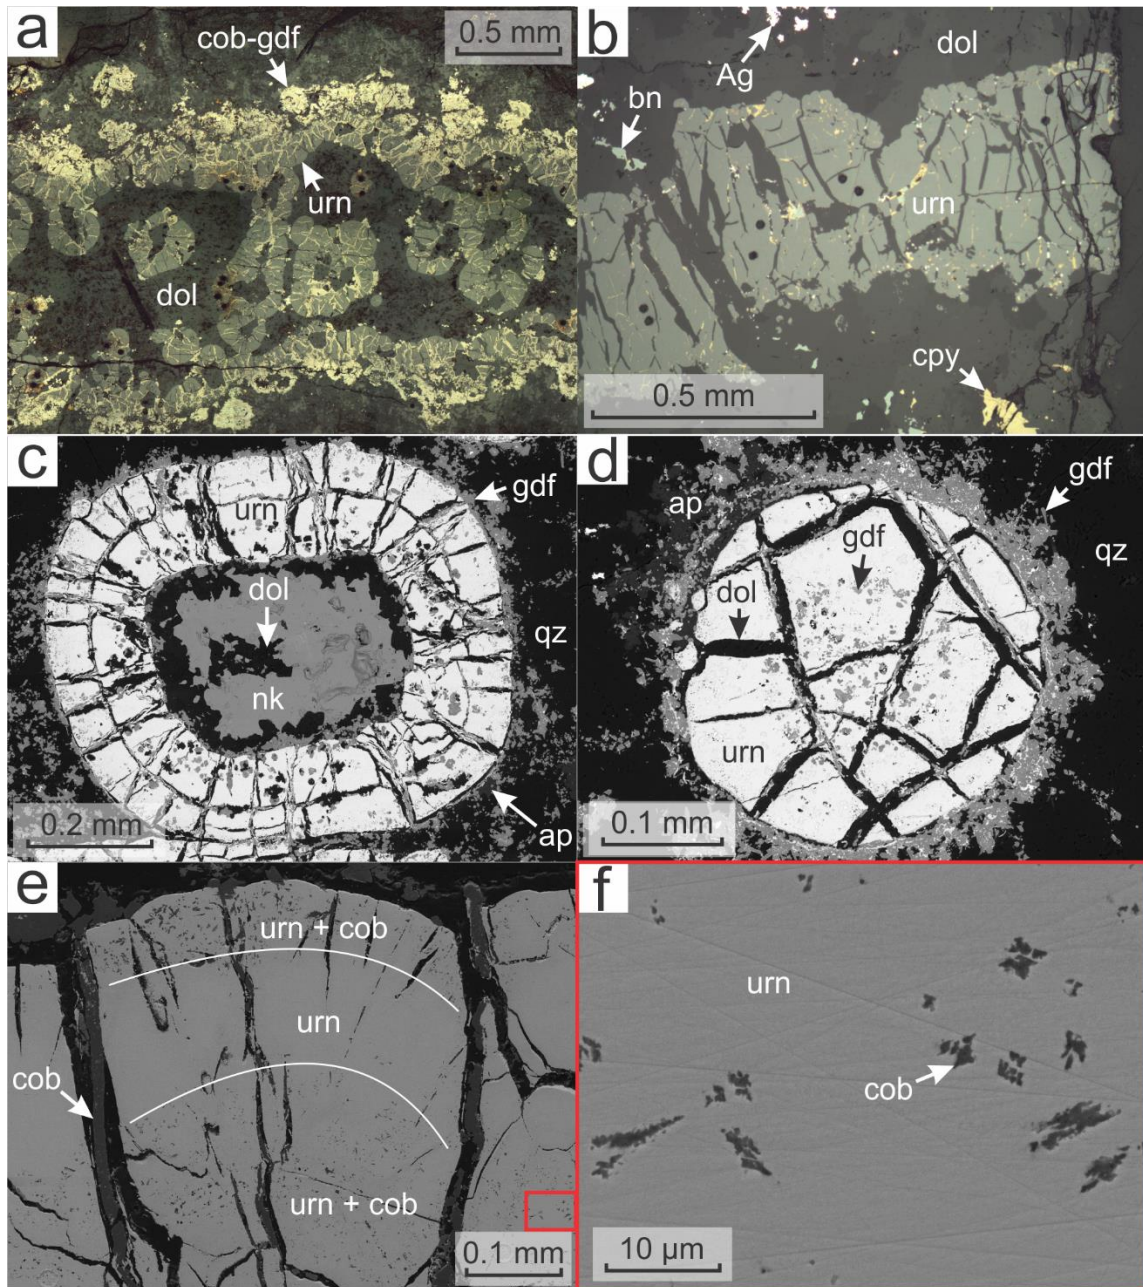 a
cob-gdf
0.5 mm
urn
dol
b
dol
Ag
bn
urn
cpy
0.5 mm
c
gdf
urn
dol
qz
nk
0.2 mm
ap
d
ap
gdf
gdf
qz
dol
urn
0.1 mm
e
urn + cob
urn
cob
urn + cob
0.1 mm
f
urn
cob
10 µm